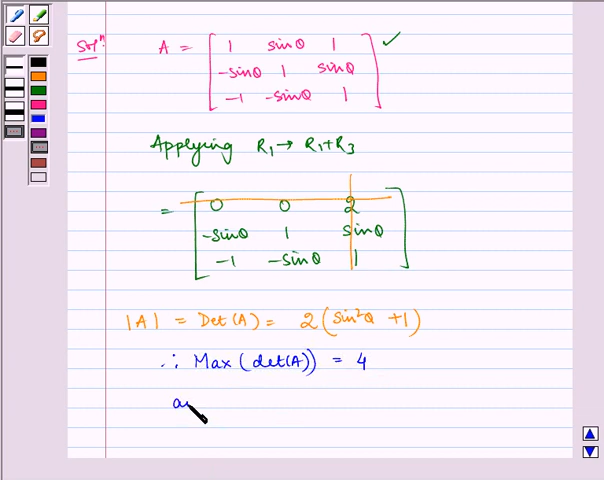 Solⁿ. A = [ 1 sinθ 1
-sinθ 1 sinθ
-1 -sinθ 1 ] ✓
Applying R₁ → R₁+R₃
= [ 0 0 2
-sinθ 1 sinθ
-1 -sinθ 1 ]
|A| = Det(A) = 2(sin²θ +1)
∴ Max(det(A)) = 4